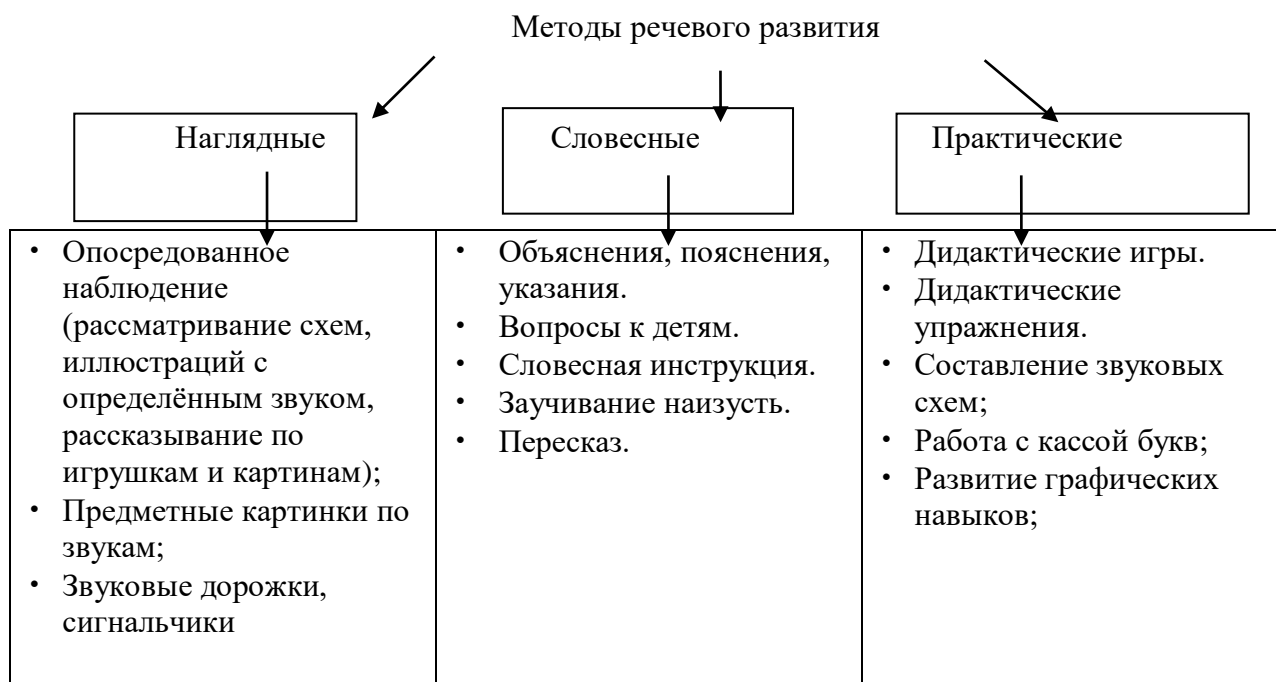 Методы речевого развития
Наглядные
Словесные
Практические
• Опосредованное
наблюдение
(рассматривание схем,
иллюстраций с
определённым звуком,
рассказывание по
игрушкам и картинам);
• Предметные картинки по
звукам;
• Звуковые дорожки,
сигнальчики
• Объяснения, пояснения,
указания.
• Вопросы к детям.
• Словесная инструкция.
• Заучивание наизусть.
• Пересказ.
• Дидактические игры.
• Дидактические
упражнения.
• Составление звуковых
схем;
• Работа с кассой букв;
• Развитие графических
навыков;